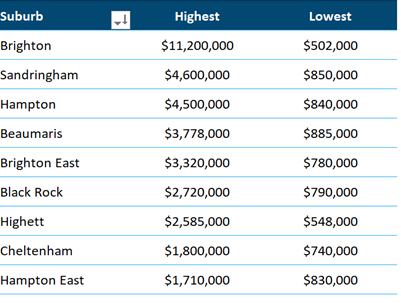 Suburb Highest Lowest
Brighton $11,200,000 $502,000
Sandringham $4,600,000 $850,000
Hampton $4,500,000 $840,000
Beaumaris $3,778,000 $885,000
Brighton East $3,320,000 $780,000
Black Rock $2,720,000 $790,000
Highett $2,585,000 $548,000
Cheltenham $1,800,000 $740,000
Hampton East $1,710,000 $830,000